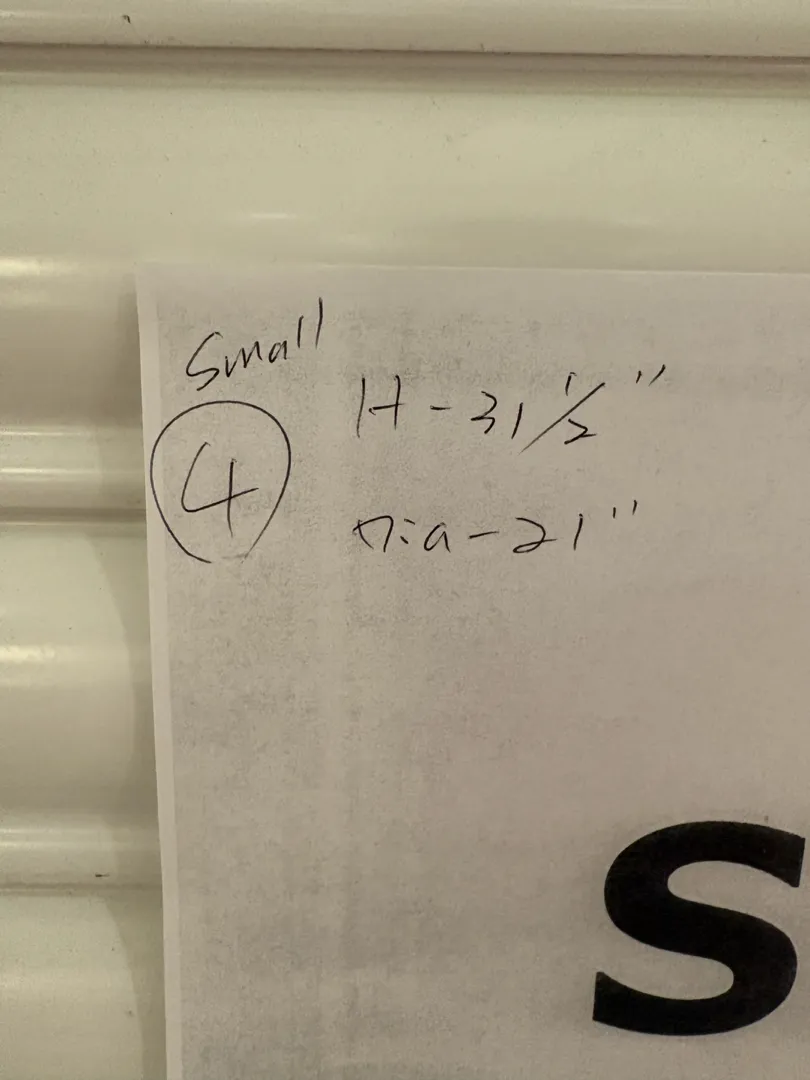 Small
4
H - 31 1/2"
Dia - 21"
S